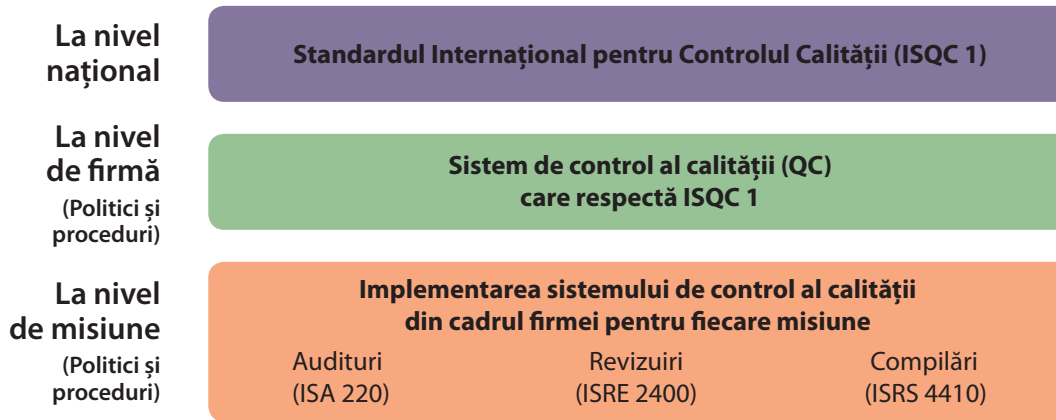 La nivel
național
Standardul Internațional pentru Controlul Calității (ISQC 1)
La nivel
de firmă
(Politici și
proceduri)
Sistem de control al calității (QC)
care respectă ISQC 1
La nivel
de misiune
(Politici și
proceduri)
Implementarea sistemului de control al calității
din cadrul firmei pentru fiecare misiune
Audituri
(ISA 220)
Revizuiri
(ISRE 2400)
Compilări
(ISRS 4410)